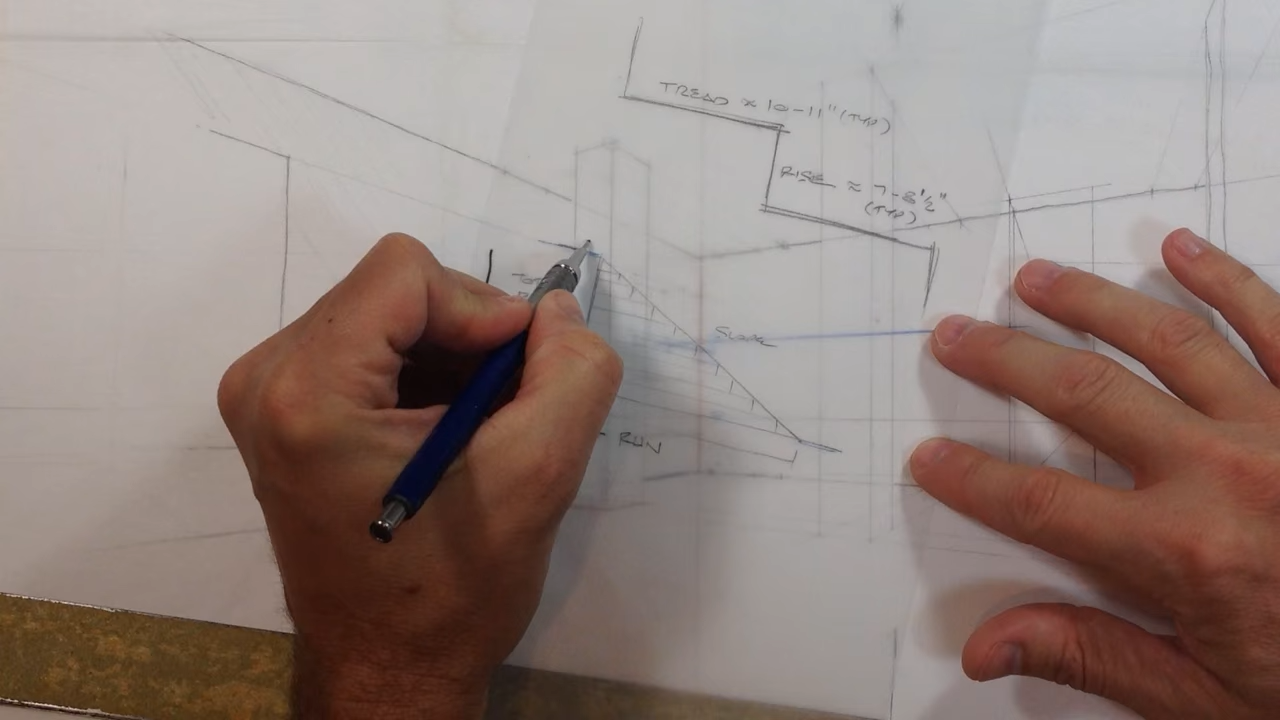 TREAD ≈ 10-11" (TYP)
RISE ≈ 7-8½"
(TYP)
SLOPE
RUN